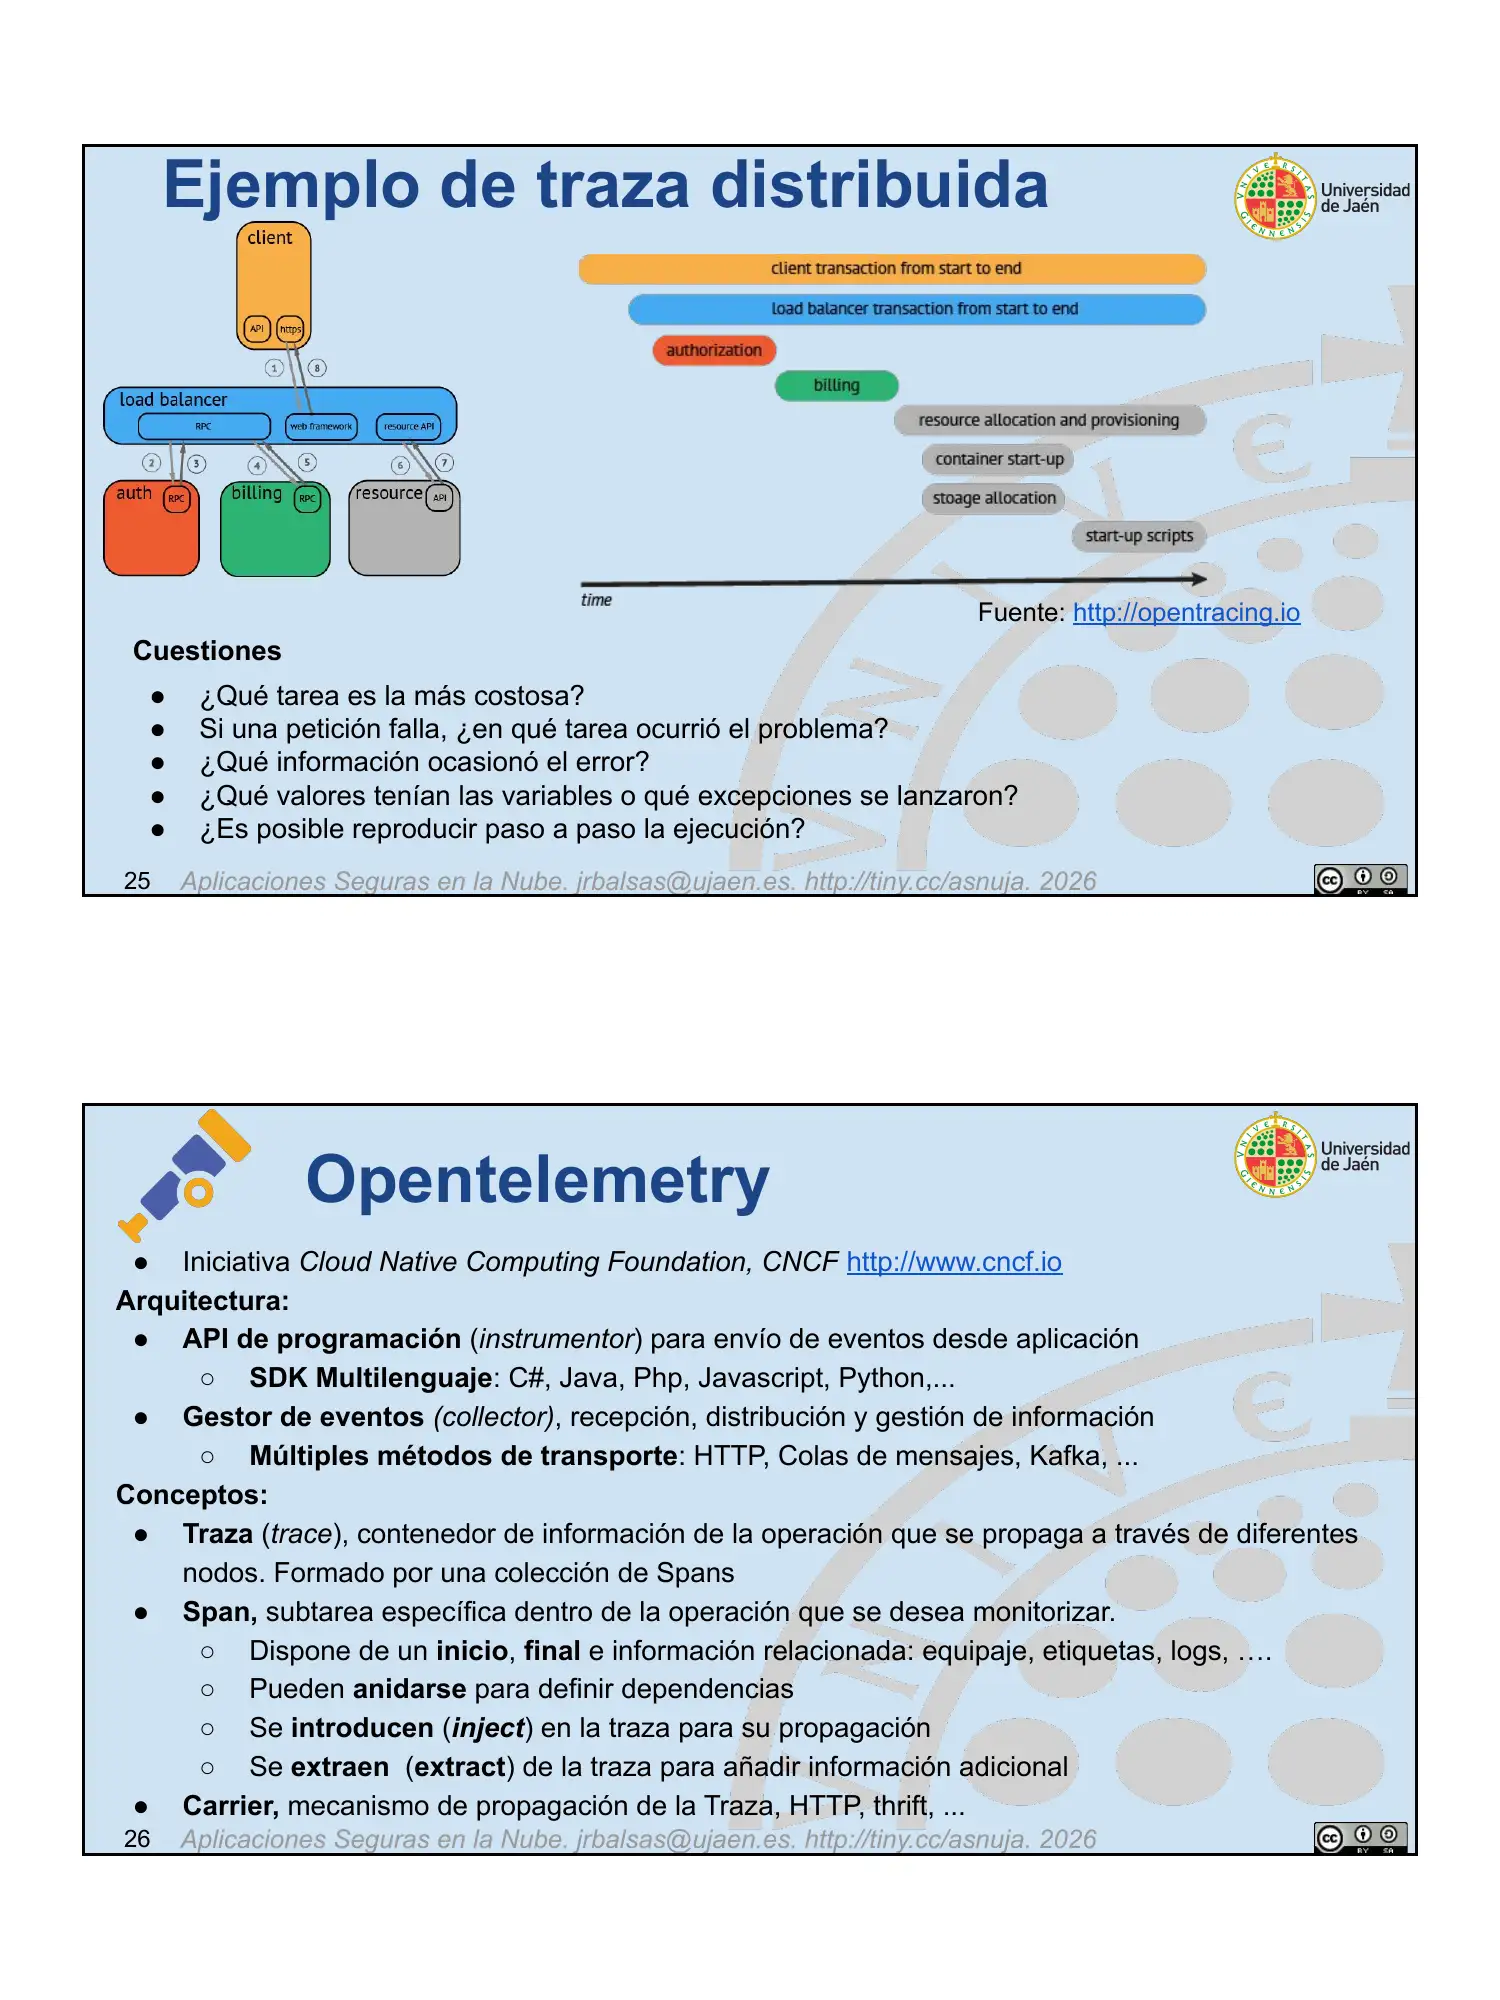 Ejemplo de traza distribuida
Universidad
de Jaén
VNIVERSITAS
GIENNENSIS
client
API
https
1
8
load balancer
RPC
web framework
resource API
2
3
4
5
6
7
auth
RPC
billing
RPC
resource
API
client transaction from start to end
load balancer transaction from start to end
authorization
billing
resource allocation and provisioning
container start-up
stoage allocation
start-up scripts
time
Fuente: http://opentracing.io
Cuestiones
● ¿Qué tarea es la más costosa?
● Si una petición falla, ¿en qué tarea ocurrió el problema?
● ¿Qué información ocasionó el error?
● ¿Qué valores tenían las variables o qué excepciones se lanzaron?
● ¿Es posible reproducir paso a paso la ejecución?
25 Aplicaciones Seguras en la Nube. jrbalsas@ujaen.es. http://tiny.cc/asnuja. 2026
cc BY SA
Opentelemetry
Universidad
de Jaén
VNIVERSITAS
GIENNENSIS
● Iniciativa Cloud Native Computing Foundation, CNCF http://www.cncf.io
Arquitectura:
● API de programación (instrumentor) para envío de eventos desde aplicación
○ SDK Multilenguaje: C#, Java, Php, Javascript, Python,...
● Gestor de eventos (collector), recepción, distribución y gestión de información
○ Múltiples métodos de transporte: HTTP, Colas de mensajes, Kafka, ...
Conceptos:
● Traza (trace), contenedor de información de la operación que se propaga a través de diferentes
nodos. Formado por una colección de Spans
● Span, subtarea específica dentro de la operación que se desea monitorizar.
○ Dispone de un inicio, final e información relacionada: equipaje, etiquetas, logs, ….
○ Pueden anidarse para definir dependencias
○ Se introducen (inject) en la traza para su propagación
○ Se extraen (extract) de la traza para añadir información adicional
● Carrier, mecanismo de propagación de la Traza, HTTP, thrift, ...
26 Aplicaciones Seguras en la Nube. jrbalsas@ujaen.es. http://tiny.cc/asnuja. 2026
cc BY SA